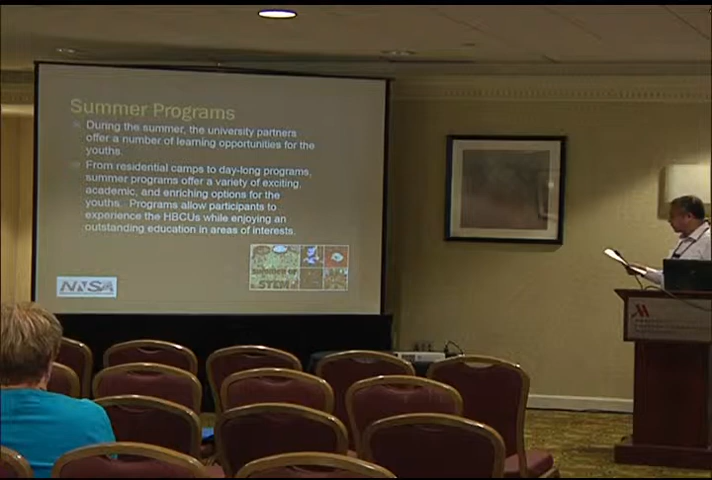 Summer Programs
During the summer, the university partners
offer a number of learning opportunities for the
youths.
From residential camps to day-long programs,
summer programs offer a variety of exciting,
academic, and enriching options for the
youths. Programs allow participants to
experience the HBCUs while enjoying an
outstanding education in areas of interests.
NNSA